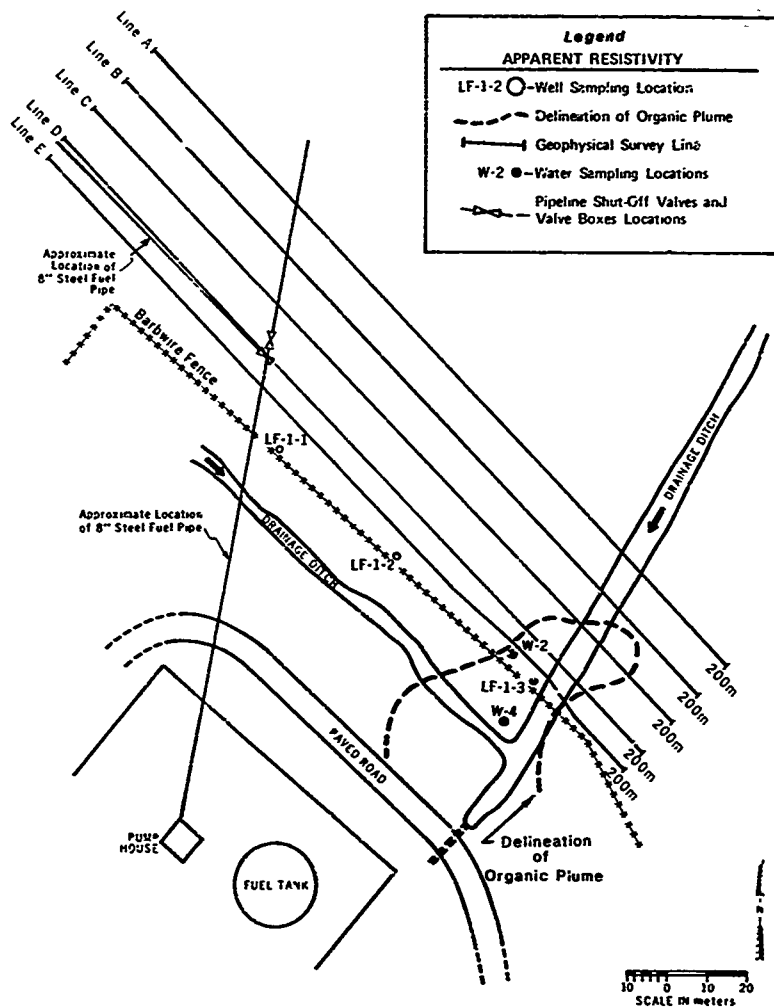 Legend
APPARENT RESISTIVITY
LF-1-2 -Well Sampling Location
-Delineation of Organic Plume
-Geophysical Survey Line
W-2 -Water Sampling Locations
-Pipeline Shut-Off Valves and
Valve Boxes Locations
Line A
Line B
Line C
Line D
Line E
Approximate
Location of
8" Steel Fuel
Pipe
Barbwire Fence
LF-1-1
DRAINAGE DITCH
Approximate Location
of 8" Steel Fuel Pipe
DRAINAGE DITCH
LF-1-2
W-2
LF-1-3
W-4
200m
200m
200m
200m
200m
PAVED ROAD
PUMP
HOUSE
FUEL TANK
Delineation
of
Organic Plume
N
10 0 10 20
SCALE IN meters